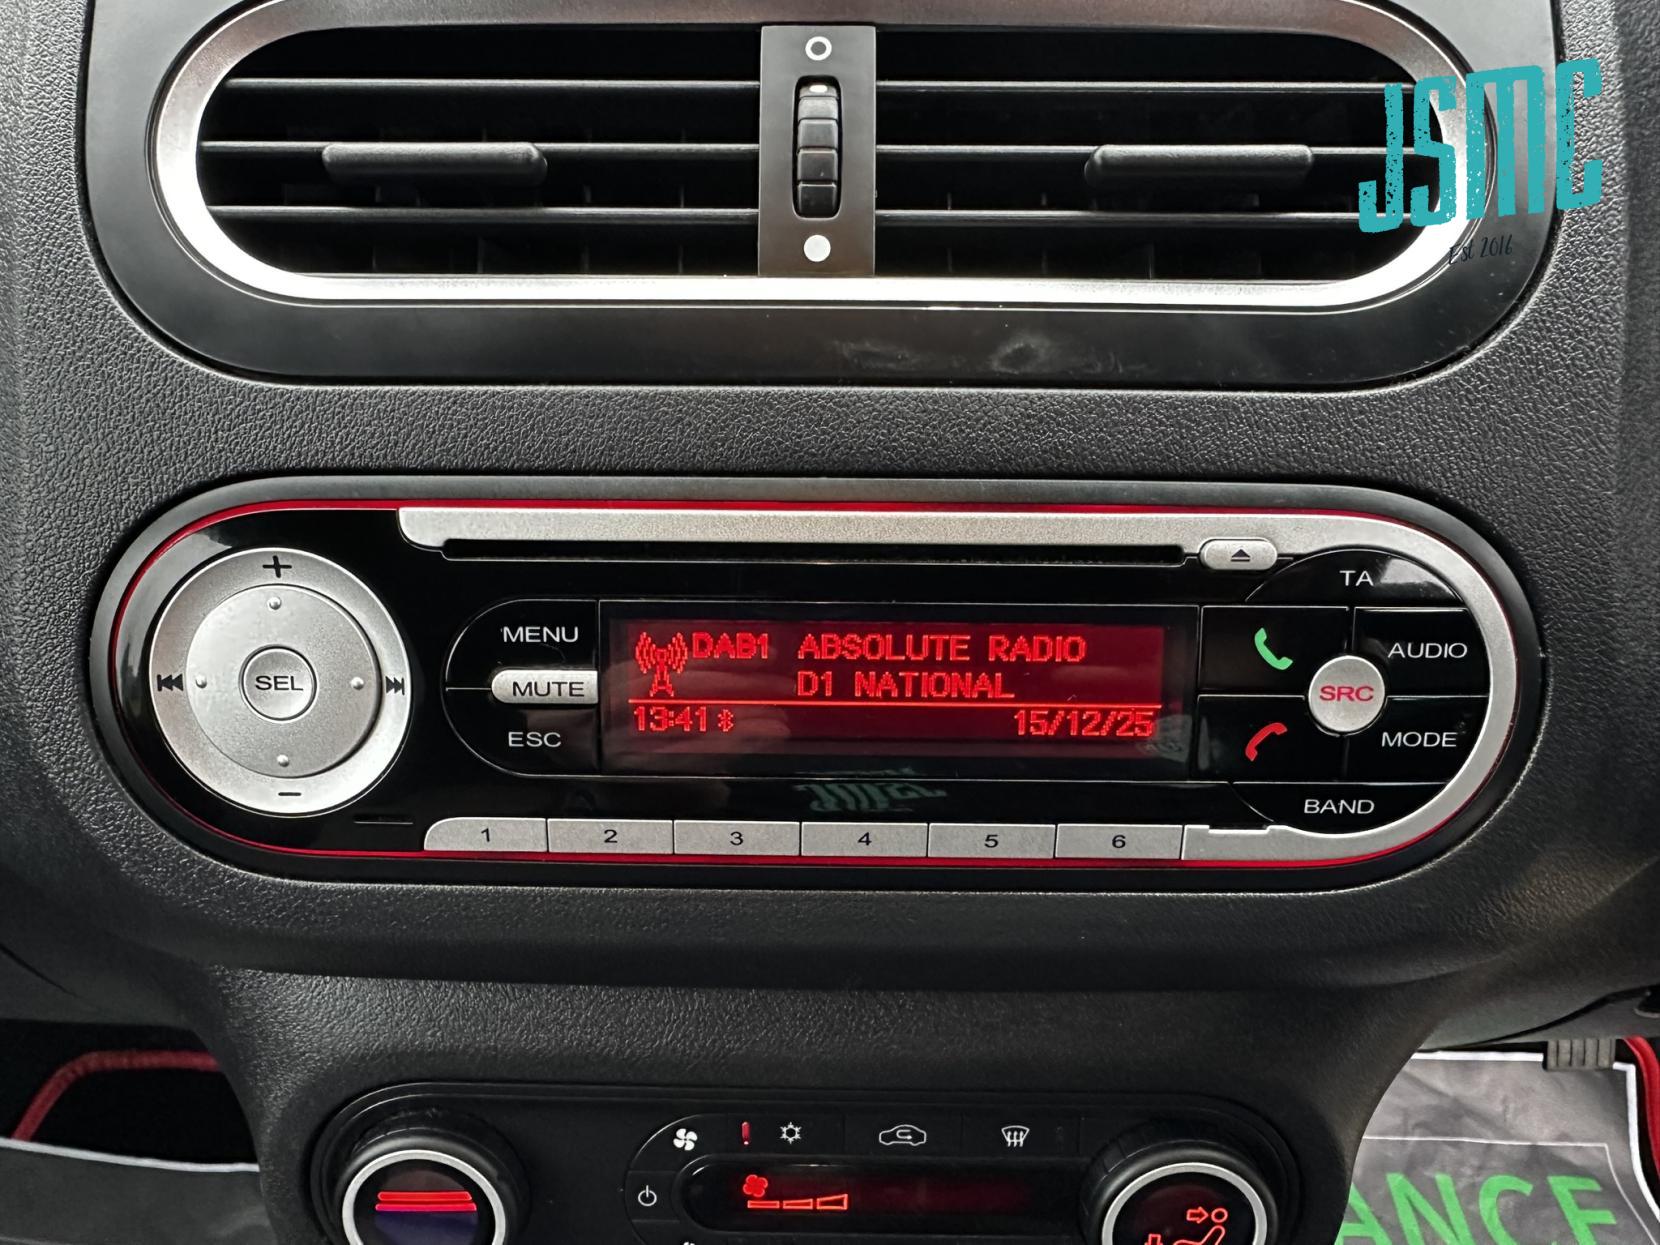 JSMC
Est 2016
TA
MENU
AUDIO
SEL
MUTE
SRC
ESC
MODE
BAND
DAB1 ABSOLUTE RADIO
D1 NATIONAL
13:41 15/12/25
1 2 3 4 5 6
ANCE